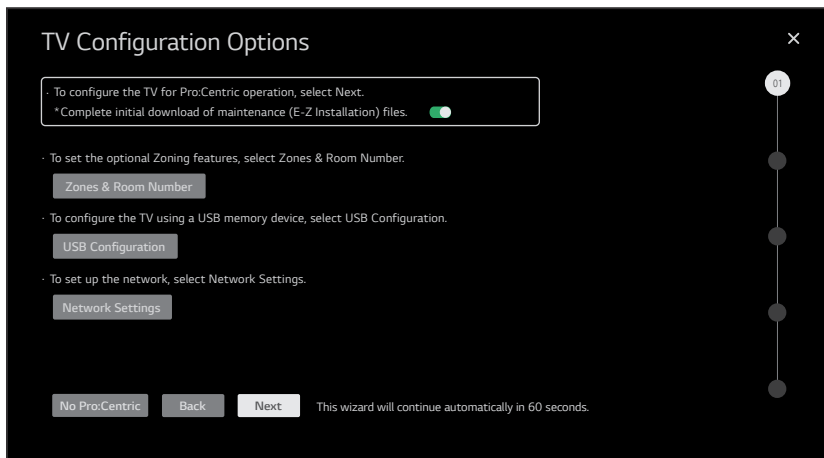 TV Configuration Options
· To configure the TV for Pro:Centric operation, select Next.
*Complete initial download of maintenance (E-Z Installation) files.
01
· To set the optional Zoning features, select Zones & Room Number.
Zones & Room Number
· To configure the TV using a USB memory device, select USB Configuration.
USB Configuration
· To set up the network, select Network Settings.
Network Settings
No Pro:Centric Back Next This wizard will continue automatically in 60 seconds.